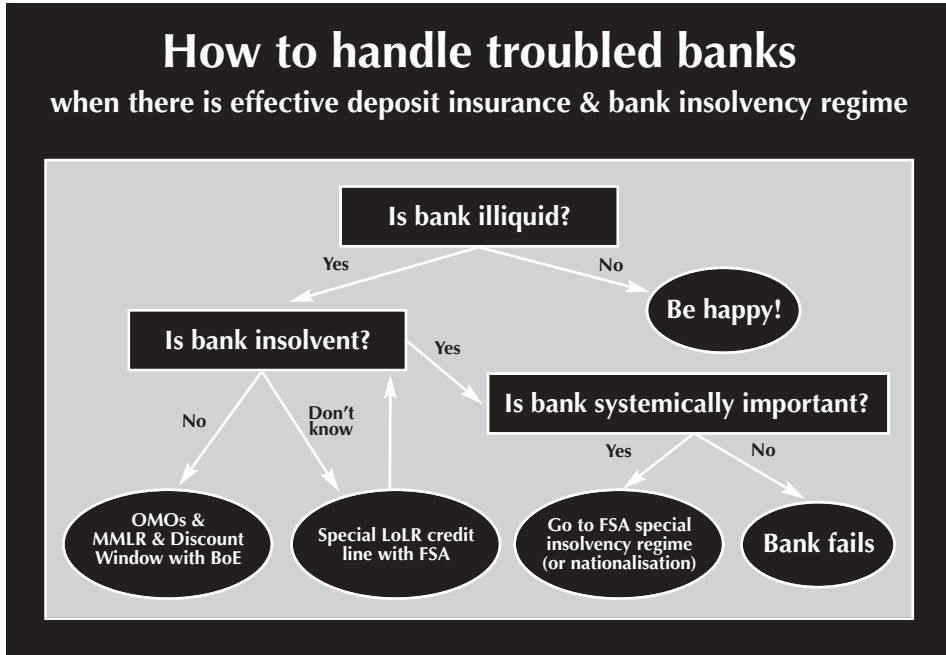 How to handle troubled banks
when there is effective deposit insurance & bank insolvency regime
Is bank illiquid?
Yes
No
Be happy!
Is bank insolvent?
Yes
Is bank systemically important?
No
Don't
know
Yes
No
OMOs &
MMLR & Discount
Window with BoE
Special LoLR credit
line with FSA
Go to FSA special
insolvency regime
(or nationalisation)
Bank fails